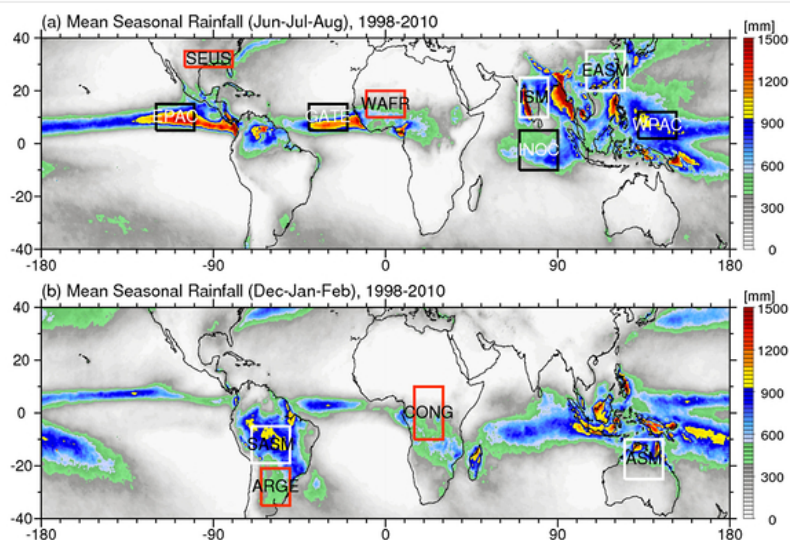 (a) Mean Seasonal Rainfall (Jun-Jul-Aug), 1998-2010
[mm]
40
20
0
-20
-40
-180
-90
0
90
180
1500
1200
900
600
300
0
SEUS
EPAC
GATE
WAFR
ISM
EASM
WPAC
INOC
(b) Mean Seasonal Rainfall (Dec-Jan-Feb), 1998-2010
[mm]
40
20
0
-20
-40
-180
-90
0
90
180
1500
1200
900
600
300
0
CONG
SASM
ARGE
ASM